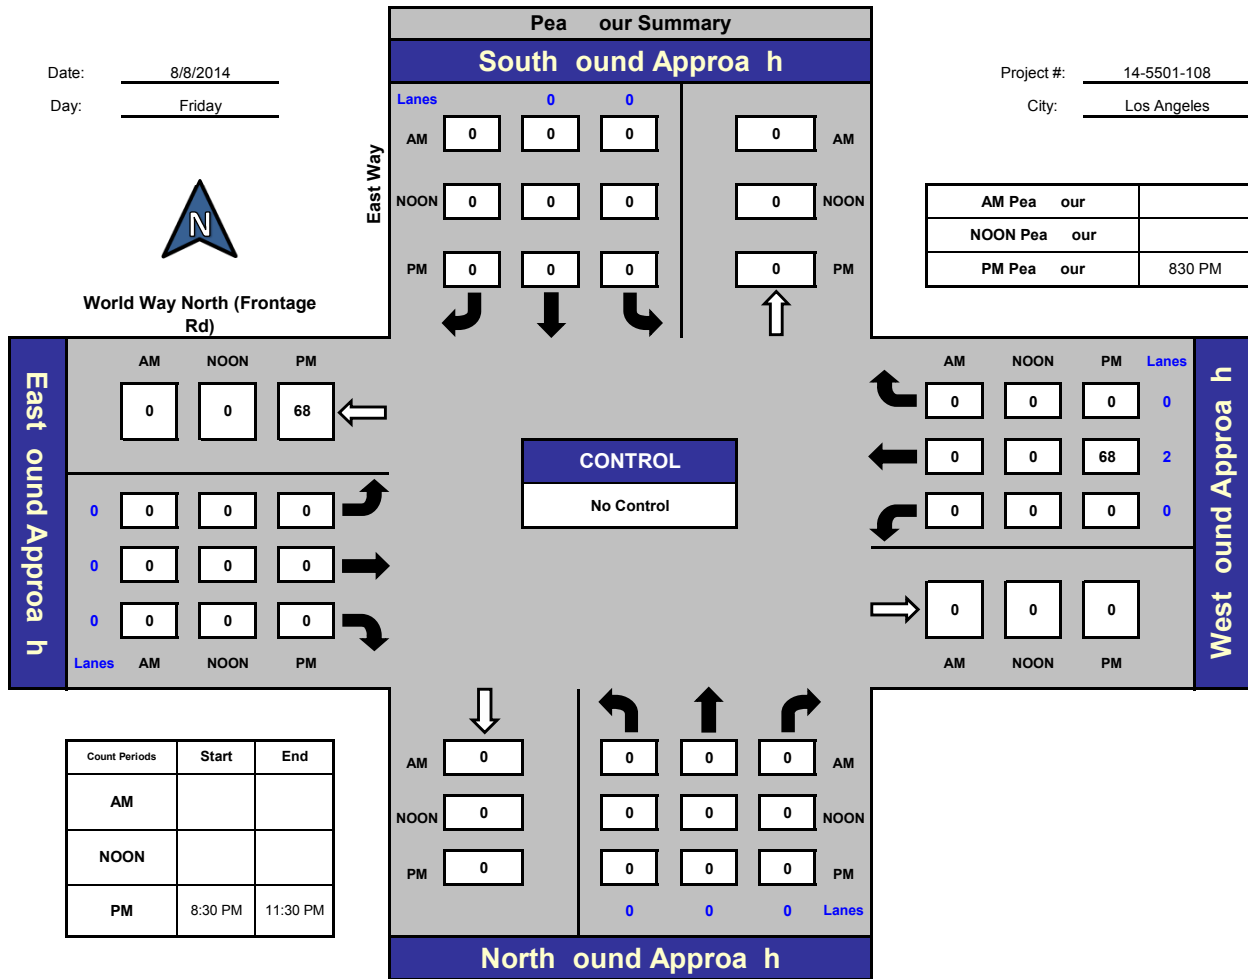 Pea our Summary
South ound Approa h
Date: 8/8/2014
Day: Friday
Project #: 14-5501-108
City: Los Angeles
N
World Way North (Frontage
Rd)
East Way
Lanes 0 0
AM 0 0 0 0 AM
NOON 0 0 0 0 NOON
PM 0 0 0 0 PM
AM Pea our
NOON Pea our
PM Pea our 830 PM
East ound Approa h
AM NOON PM
0 0 68
0 0 0 0
0 0 0 0
0 0 0 0
Lanes AM NOON PM
CONTROL
No Control
AM NOON PM Lanes
0 0 0 0
0 0 68 2
0 0 0 0
0 0 0
AM NOON PM
West ound Approa h
Count Periods Start End
AM
NOON
PM 8:30 PM 11:30 PM
AM 0 0 0 0 AM
NOON 0 0 0 0 NOON
PM 0 0 0 0 PM
0 0 0 Lanes
North ound Approa h